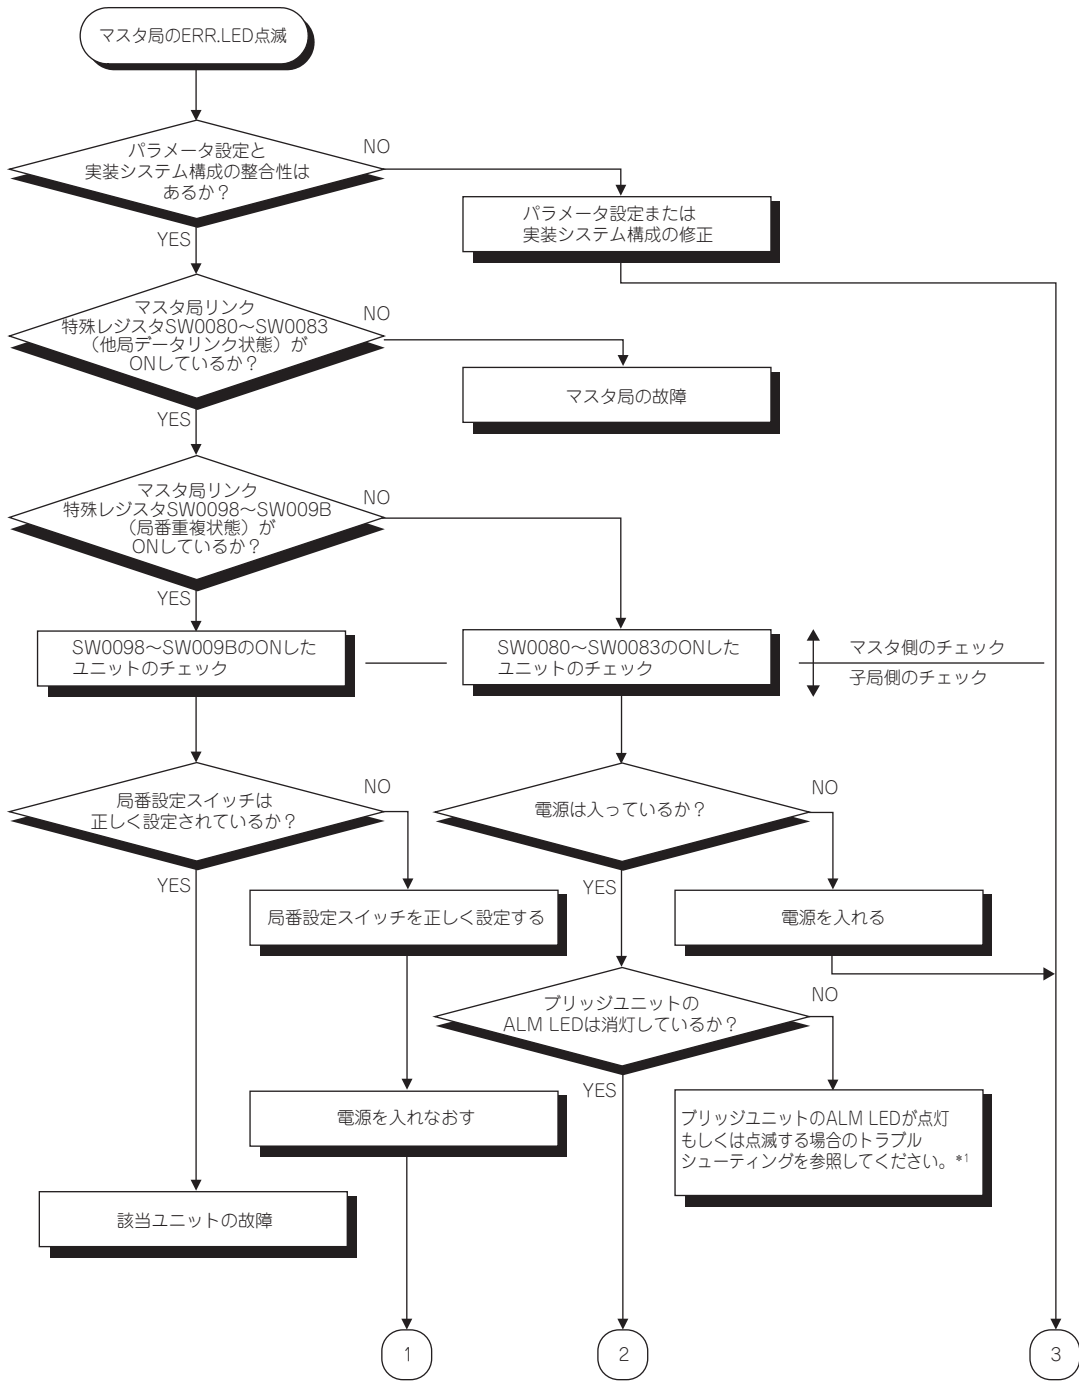 マスタ局のERR.LED点滅
パラメータ設定と
実装システム構成の整合性は
あるか？
NO
YES
パラメータ設定または
実装システム構成の修正
マスタ局リンク
特殊レジスタSW0080〜SW0083
（他局データリンク状態）が
ONしているか？
NO
YES
マスタ局の故障
マスタ局リンク
特殊レジスタSW0098〜SW009B
（局番重複状態）が
ONしているか？
NO
YES
SW0098〜SW009BのONした
ユニットのチェック
SW0080〜SW0083のONした
ユニットのチェック
マスタ側のチェック
子局側のチェック
局番設定スイッチは
正しく設定されているか？
NO
YES
電源は入っているか？
NO
YES
局番設定スイッチを正しく設定する
電源を入れる
ブリッジユニットの
ALM LEDは消灯しているか？
NO
YES
電源を入れなおす
ブリッジユニットのALM LEDが点灯
もしくは点滅する場合のトラブル
シューティングを参照してください。*1
該当ユニットの故障
1
2
3